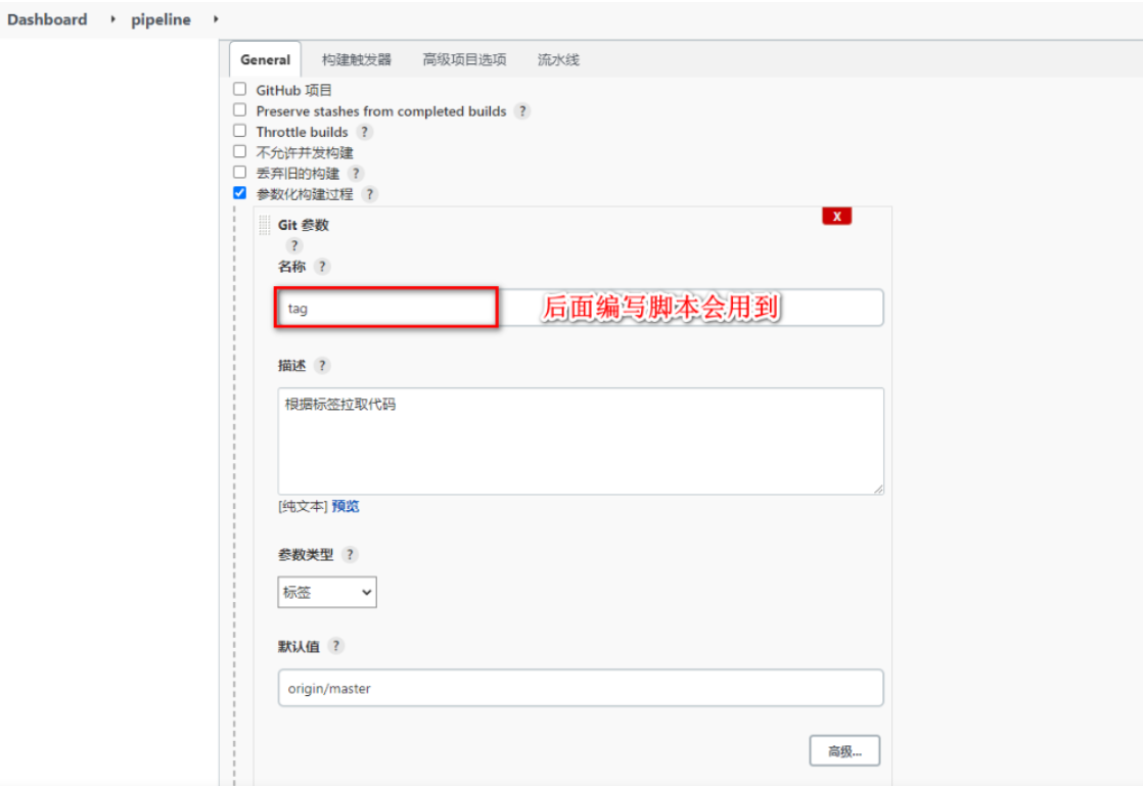 Dashboard pipeline
General 构建触发器 高级项目选项 流水线
GitHub 项目
Preserve stashes from completed builds ?
Throttle builds ?
不允许并发构建
丢弃旧的构建 ?
参数化构建过程 ?
Git 参数
X
?
名称 ?
tag
后面编写脚本会用到
描述 ?
根据标签拉取代码
[纯文本] 预览
参数类型 ?
标签
默认值 ?
origin/master
高级...